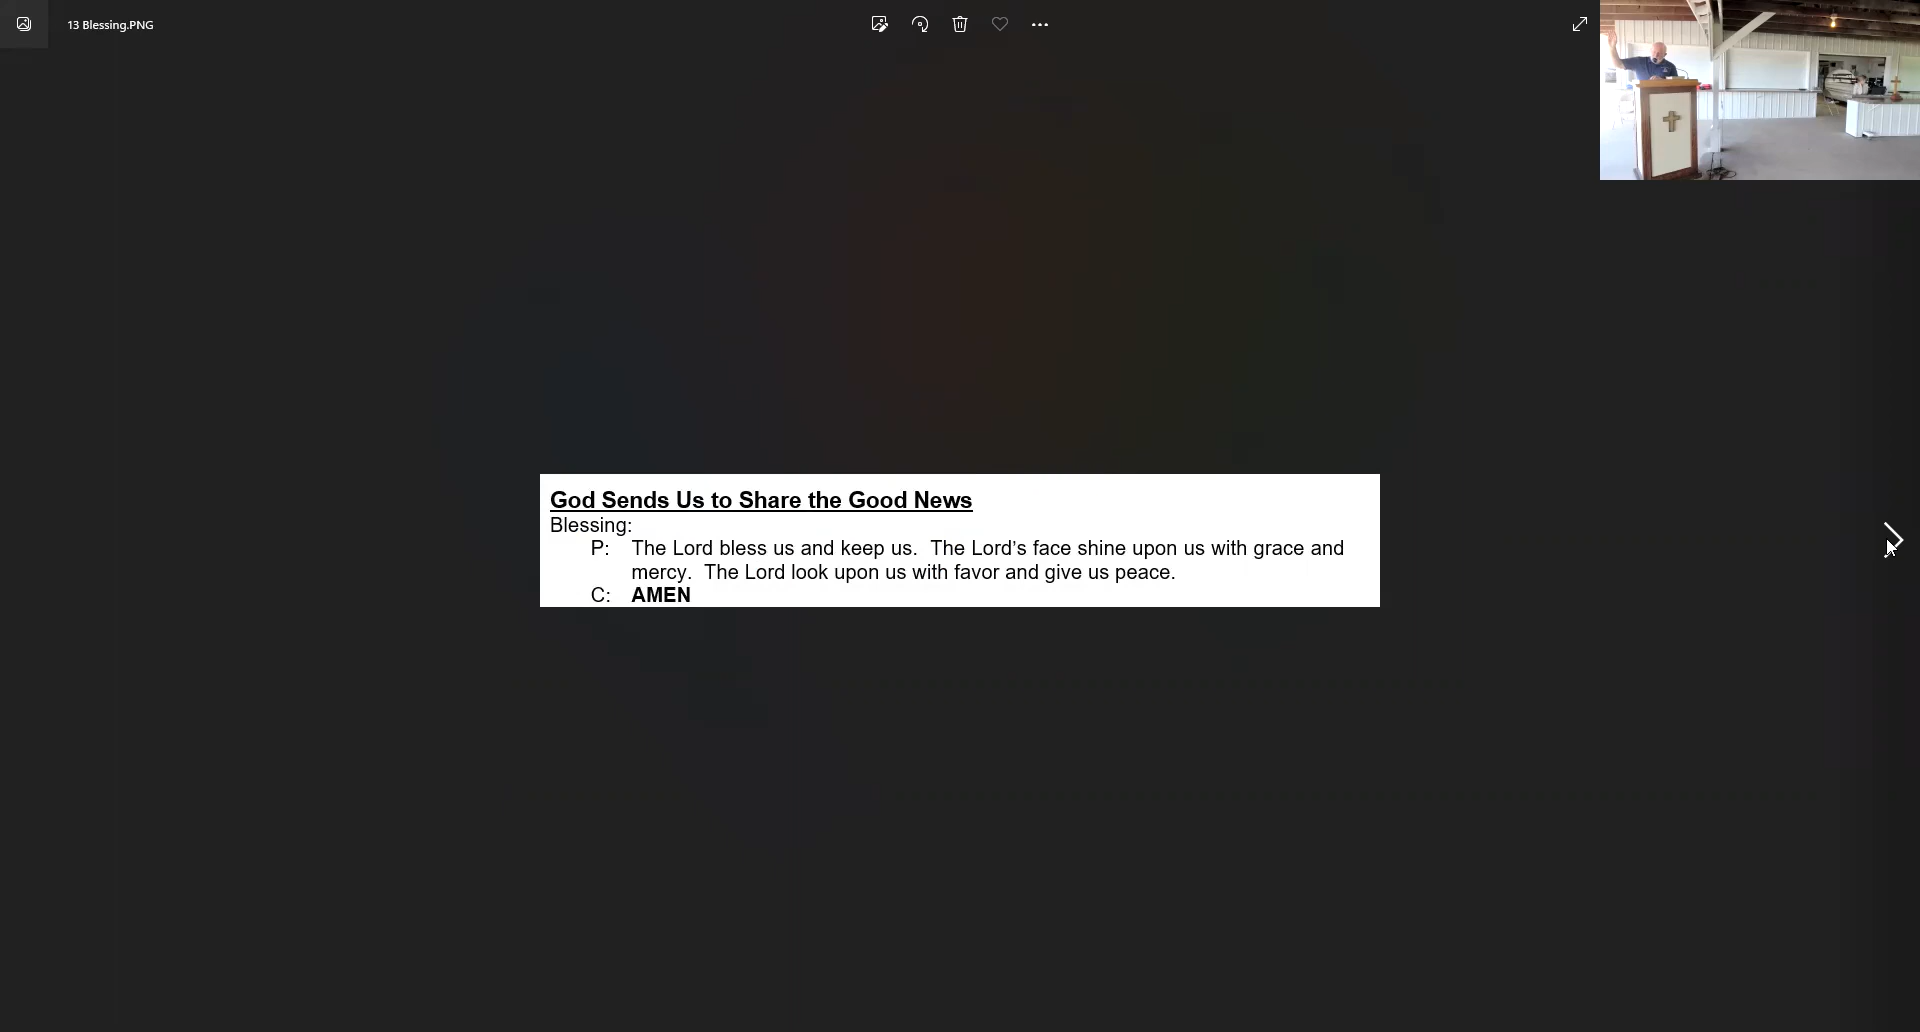 13 Blessing.PNG
God Sends Us to Share the Good News
Blessing:
P: The Lord bless us and keep us. The Lord’s face shine upon us with grace and
mercy. The Lord look upon us with favor and give us peace.
C: AMEN